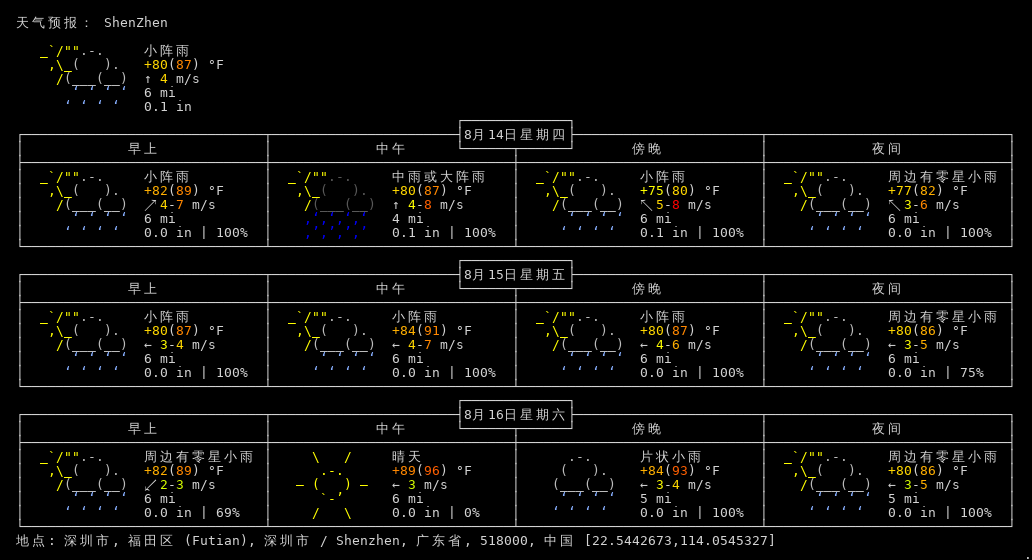 天气预报： ShenZhen
小阵雨
+80(87) °F
↑ 4 m/s
6 mi
0.1 in
8月14日星期四
早上 中午 傍晚 夜间
小阵雨 中雨或大阵雨 小阵雨 周边有零星小雨
+82(89) °F +80(87) °F +75(80) °F +77(82) °F
↗ 4-7 m/s ↑ 4-8 m/s ↖ 5-8 m/s ↖ 3-6 m/s
6 mi 4 mi 6 mi 6 mi
0.0 in | 100% 0.1 in | 100% 0.1 in | 100% 0.0 in | 100%
8月15日星期五
早上 中午 傍晚 夜间
小阵雨 小阵雨 小阵雨 周边有零星小雨
+80(87) °F +84(91) °F +80(87) °F +80(86) °F
← 3-4 m/s ← 4-7 m/s ← 4-6 m/s ← 3-5 m/s
6 mi 6 mi 6 mi 6 mi
0.0 in | 100% 0.0 in | 100% 0.0 in | 100% 0.0 in | 75%
8月16日星期六
早上 中午 傍晚 夜间
周边有零星小雨 晴天 片状小雨 周边有零星小雨
+82(89) °F +89(96) °F +84(93) °F +80(86) °F
↙ 2-3 m/s ← 3 m/s ← 3-4 m/s ← 3-5 m/s
6 mi 6 mi 5 mi 5 mi
0.0 in | 69% 0.0 in | 0% 0.0 in | 100% 0.0 in | 100%
地点: 深圳市, 福田区 (Futian), 深圳市 / Shenzhen, 广东省, 518000, 中国 [22.5442673,114.0545327]